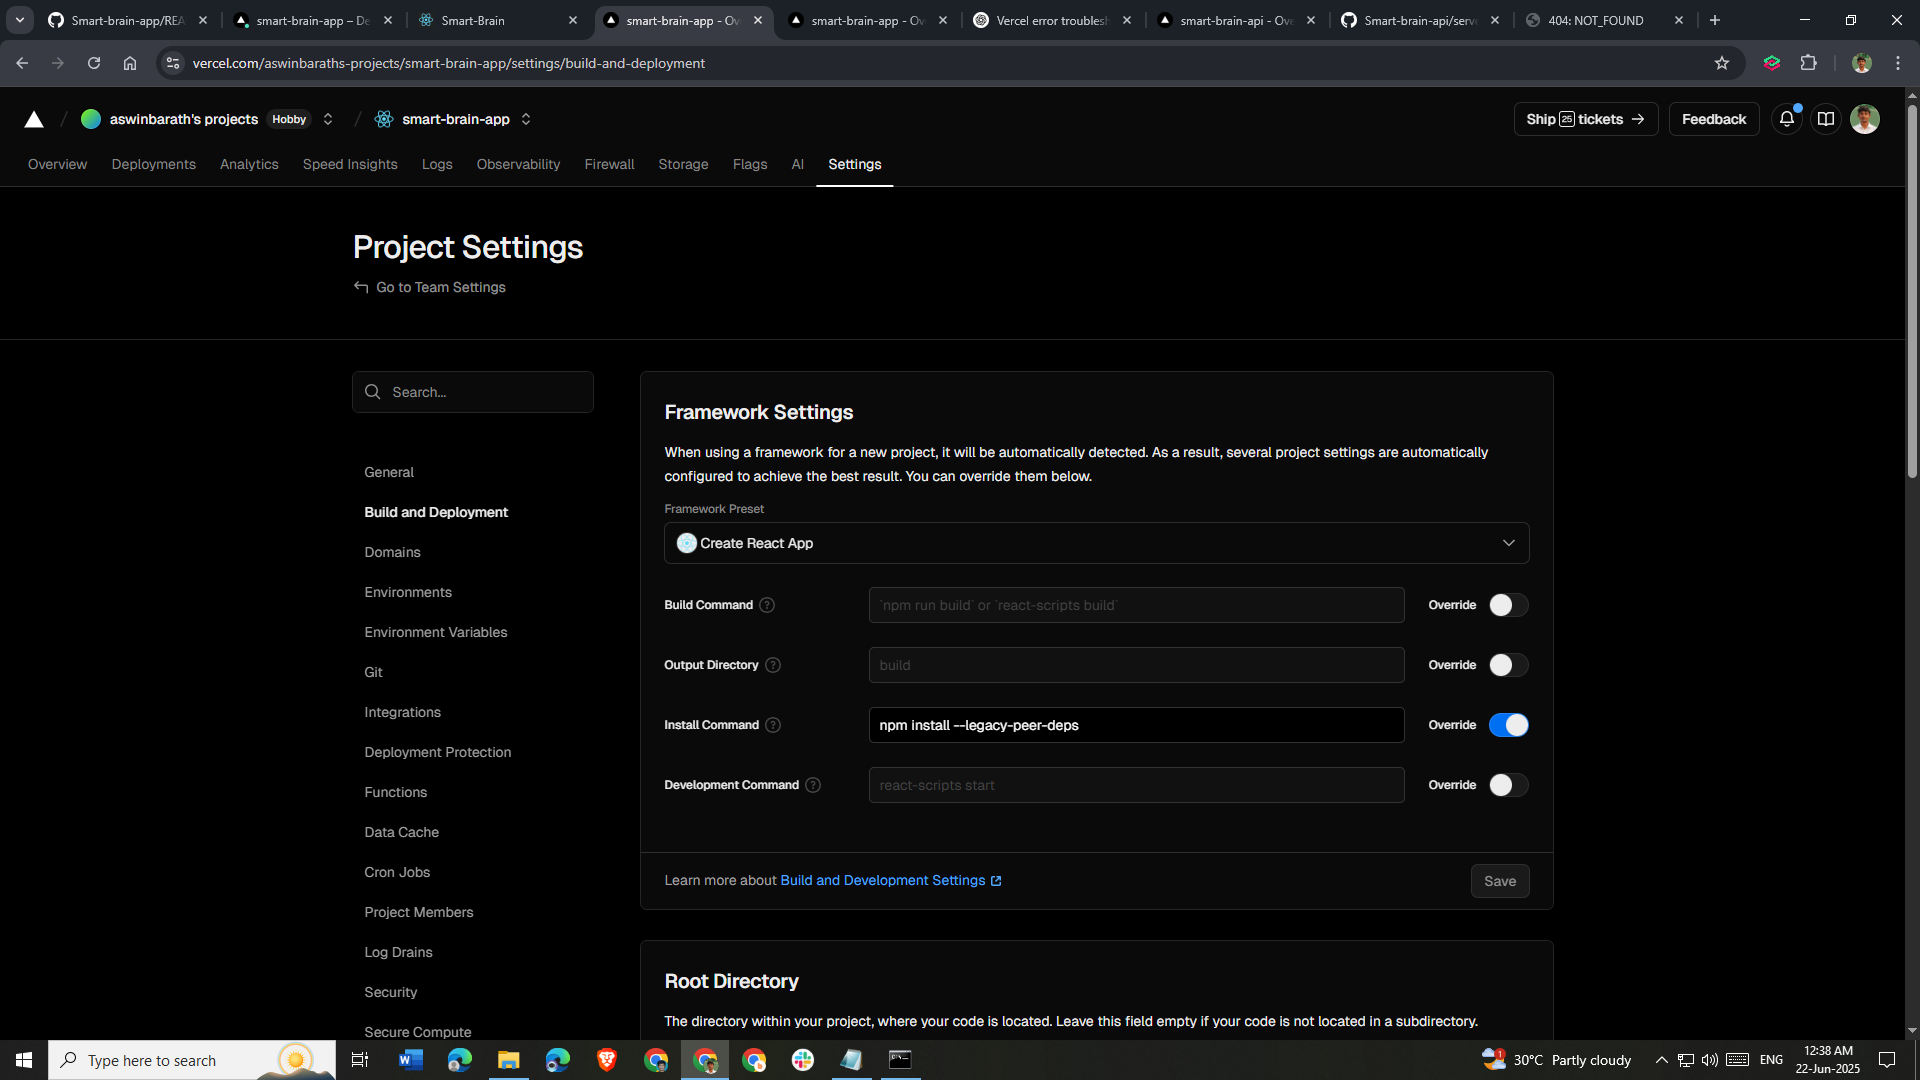 Smart-brain-app/REA
smart-brain-app – De
Smart-Brain
smart-brain-app - Ov
smart-brain-app - Ov
Vercel error troublesh
smart-brain-api - Ove
Smart-brain-api/serve
404: NOT_FOUND
vercel.com/aswinbaraths-projects/smart-brain-app/settings/build-and-deployment
aswinbarath's projects Hobby / smart-brain-app
Ship 25 tickets →
Feedback
Overview Deployments Analytics Speed Insights Logs Observability Firewall Storage Flags AI Settings
Project Settings
Go to Team Settings
Search...
General
Build and Deployment
Domains
Environments
Environment Variables
Git
Integrations
Deployment Protection
Functions
Data Cache
Cron Jobs
Project Members
Log Drains
Security
Secure Compute
Framework Settings
When using a framework for a new project, it will be automatically detected. As a result, several project settings are automatically
configured to achieve the best result. You can override them below.
Framework Preset
Create React App
Build Command ? `npm run build` or `react-scripts build` Override
Output Directory ? build Override
Install Command ? npm install --legacy-peer-deps Override
Development Command ? react-scripts start Override
Learn more about Build and Development Settings
Save
Root Directory
The directory within your project, where your code is located. Leave this field empty if your code is not located in a subdirectory.
Type here to search
30°C Partly cloudy
ENG
12:38 AM
22-Jun-2025